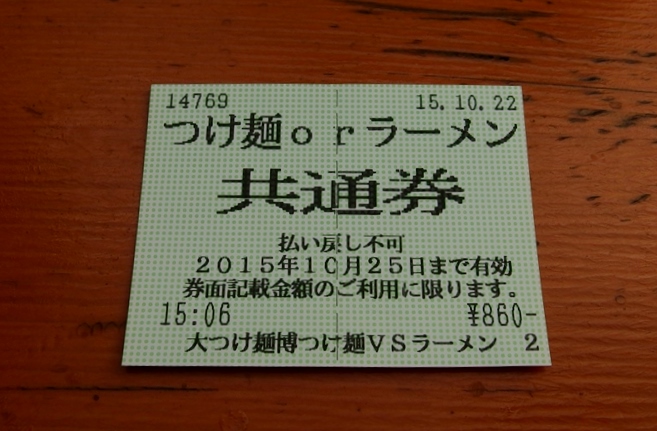 14769 15.10.22
つけ麺orラーメン
共通券
払い戻し不可
2015年10月25日まで有効
券面記載金額のご利用に限ります。
15:06 ¥860-
大つけ麺博つけ麺VSラーメン 2